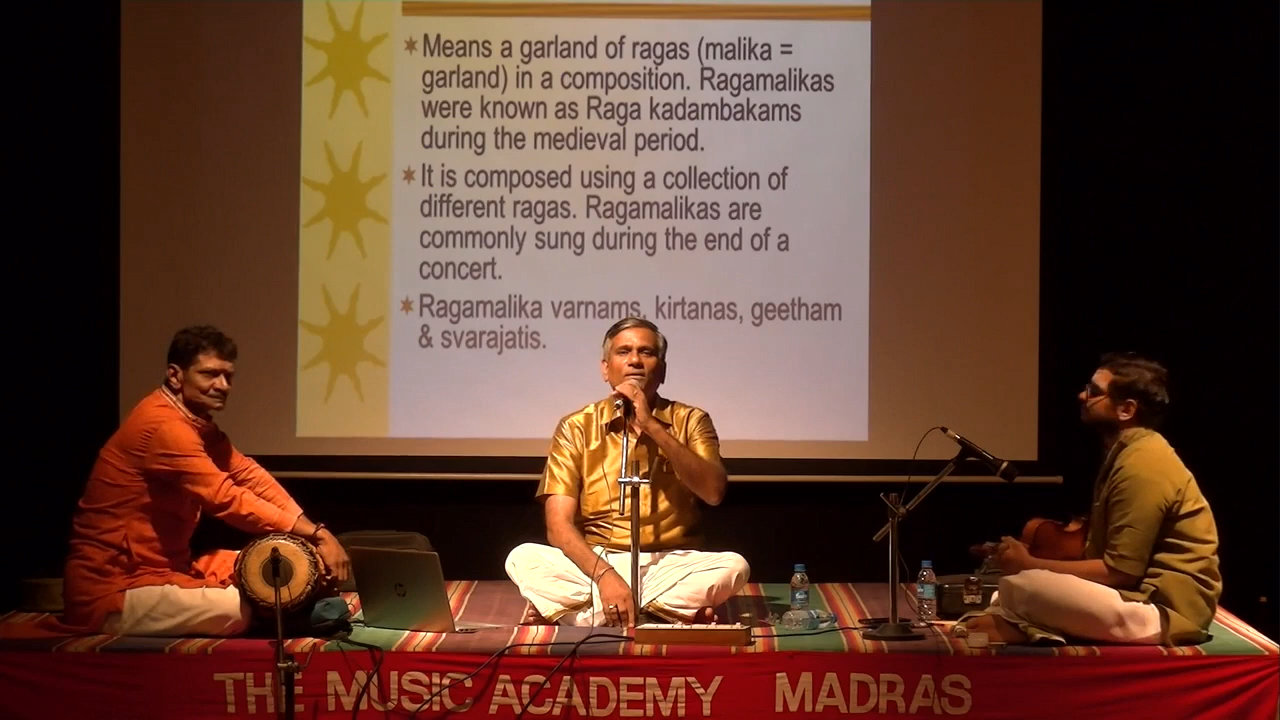 Means a garland of ragas (malika =
garland) in a composition. Ragamalikas
were known as Raga kadambakams
during the medieval period.
It is composed using a collection of
different ragas. Ragamalikas are
commonly sung during the end of a
concert.
Ragamalika varnams, kirtanas, geetham
& svarajatis.
THE MUSIC ACADEMY MADRAS